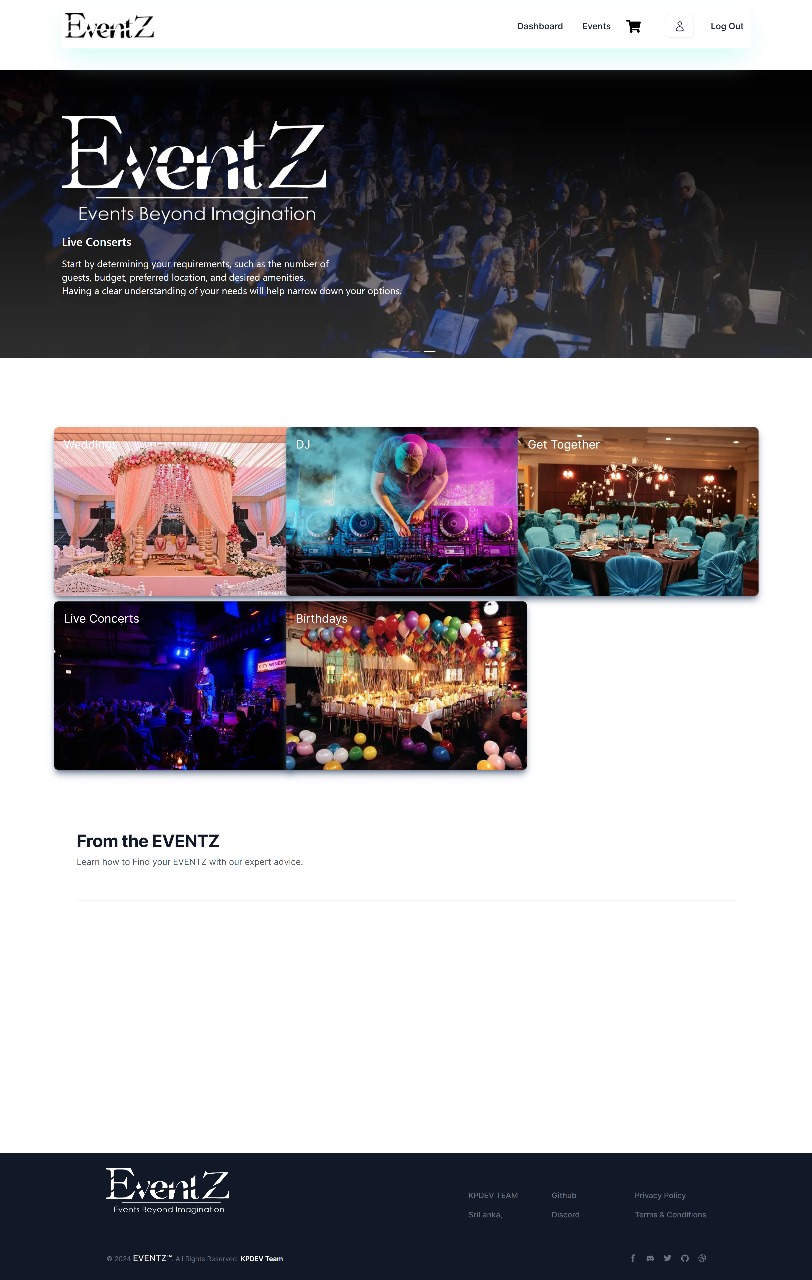 EventZ
Dashboard
Events
Log Out
EventZ
Events Beyond Imagination
Live Conserts
Start by determining your requirements, such as the number of
guests, budget, preferred location, and desired amenities.
Having a clear understanding of your needs will help narrow down your options.
Weddings
DJ
Get Together
Live Concerts
CITY WINERY
Birthdays
From the EVENTZ
Learn how to Find your EVENTZ with our expert advice.
EventZ
Events Beyond Imagination
KPDEV TEAM
Github
Privacy Policy
SriLanka,
Discord
Terms & Conditions
© 2024 EVENTZ™. All Rights Reserved. KPDEV Team